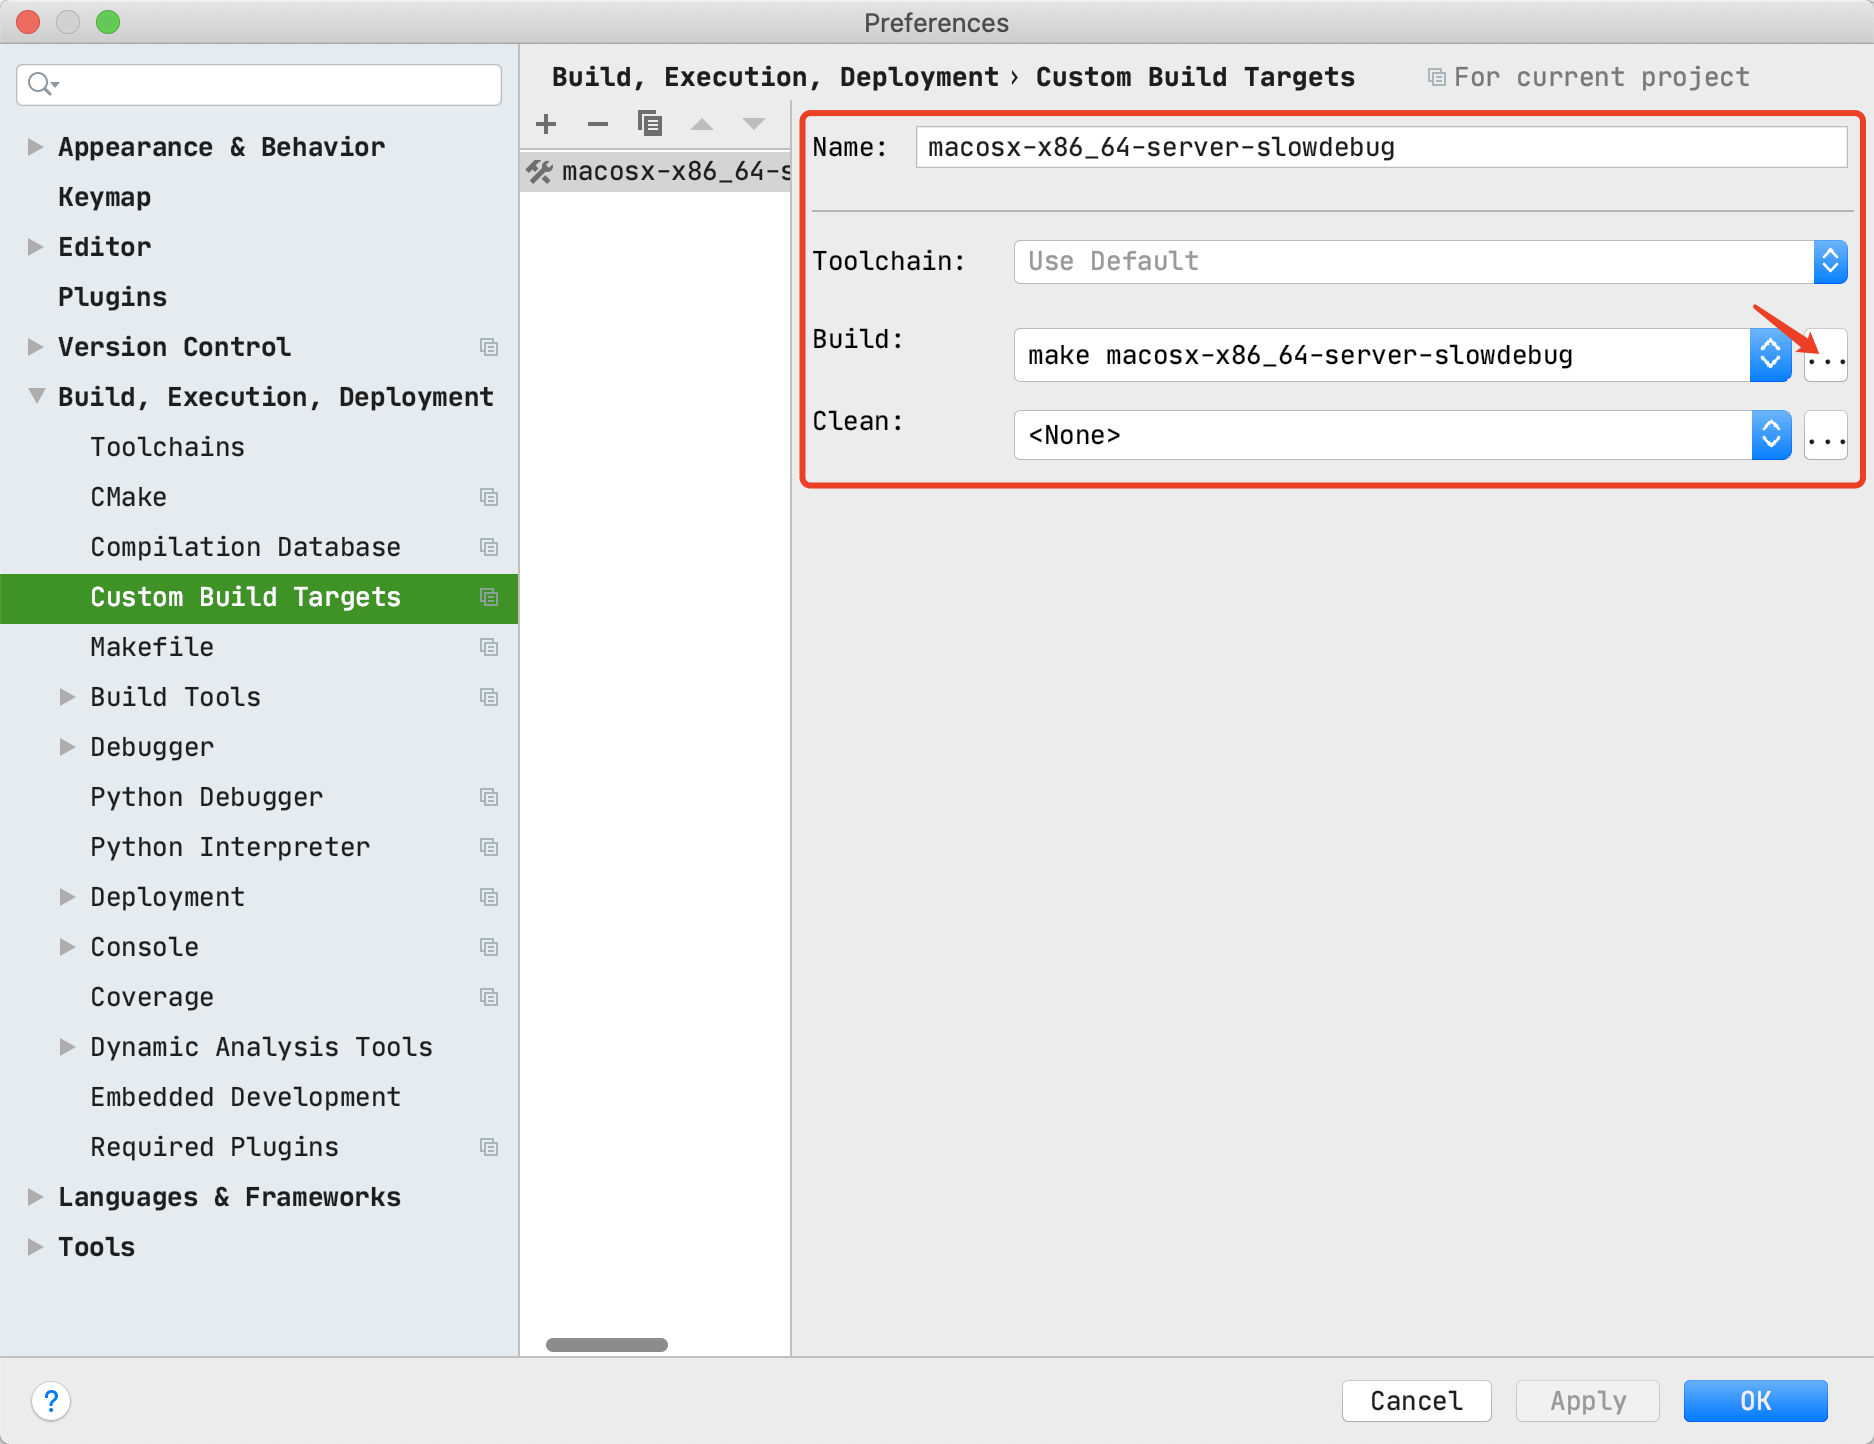 Preferences
Build, Execution, Deployment › Custom Build Targets For current project
Appearance & Behavior
Keymap
Editor
Plugins
Version Control
Build, Execution, Deployment
Toolchains
CMake
Compilation Database
Custom Build Targets
Makefile
Build Tools
Debugger
Python Debugger
Python Interpreter
Deployment
Console
Coverage
Dynamic Analysis Tools
Embedded Development
Required Plugins
Languages & Frameworks
Tools
macosx-x86_64-s
Name: macosx-x86_64-server-slowdebug
Toolchain: Use Default
Build: make macosx-x86_64-server-slowdebug ...
Clean: <None> ...
? Cancel Apply OK